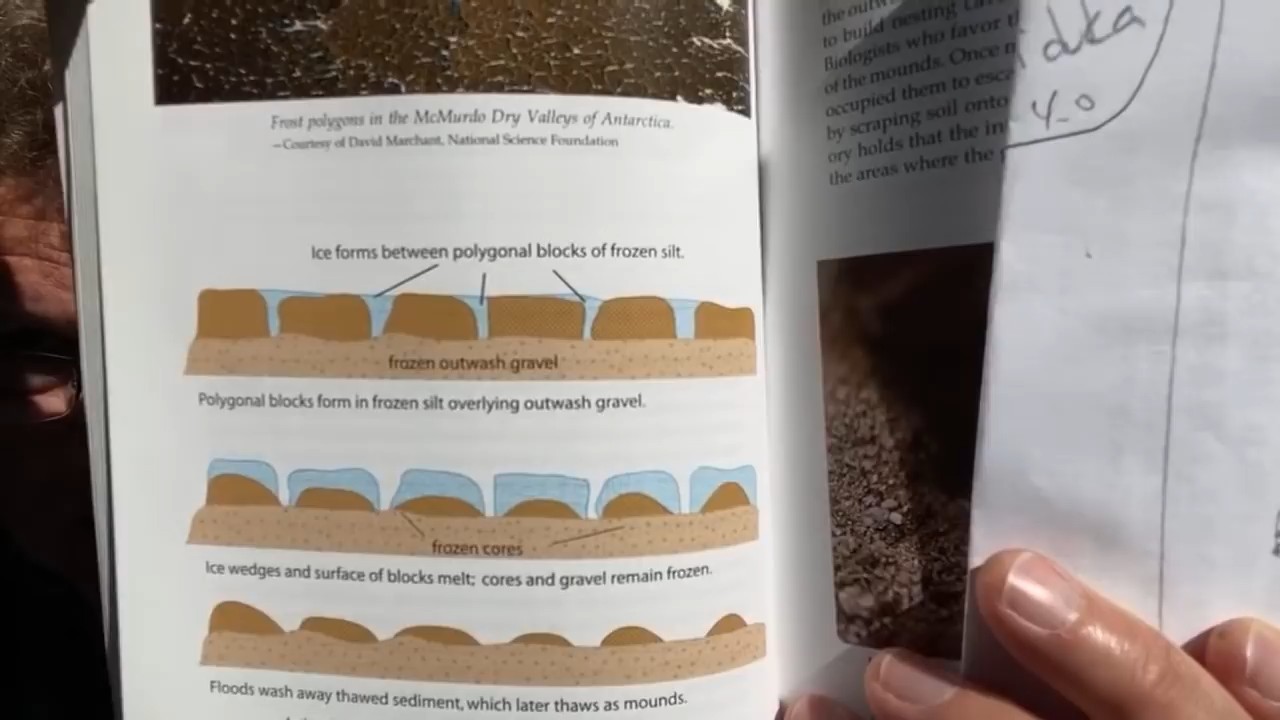 Frost polygons in the McMurdo Dry Valleys of Antarctica.
—Courtesy of David Marchant, National Science Foundation
Ice forms between polygonal blocks of frozen silt.
frozen outwash gravel
Polygonal blocks form in frozen silt overlying outwash gravel.
frozen cores
Ice wedges and surface of blocks melt; cores and gravel remain frozen.
Floods wash away thawed sediment, which later thaws as mounds.
the
to build nesting
Biologists who favor
of the mounds. Once
occupied them to
by scraping soil onto
ory holds that the
the areas where the